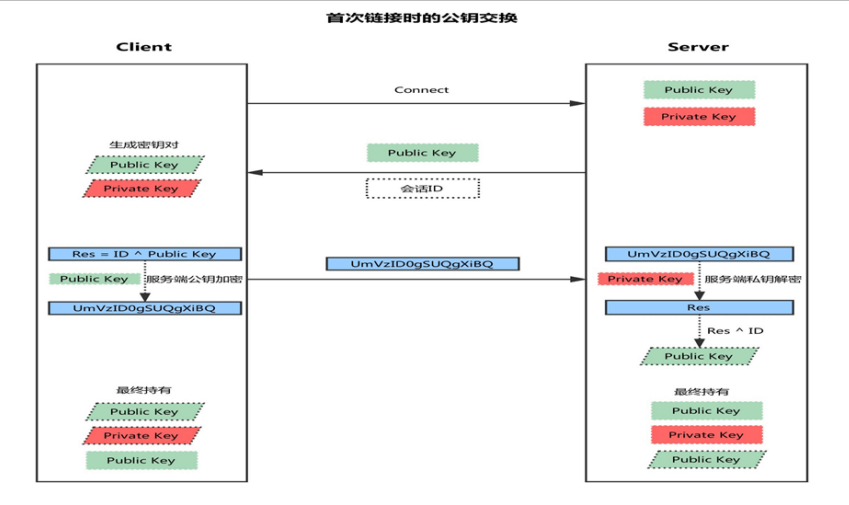 首次链接时的公钥交换
Client
Server
Connect
Public Key
Private Key
生成密钥对
Public Key
Private Key
Public Key
会话ID
Res = ID ^ Public Key
Public Key
服务端公钥加密
UmVzID0gSUQgXiBQ
UmVzID0gSUQgXiBQ
UmVzID0gSUQgXiBQ
Private Key
服务端私钥解密
Res
Res ^ ID
Public Key
最终持有
Public Key
Private Key
Public Key
最终持有
Public Key
Private Key
Public Key